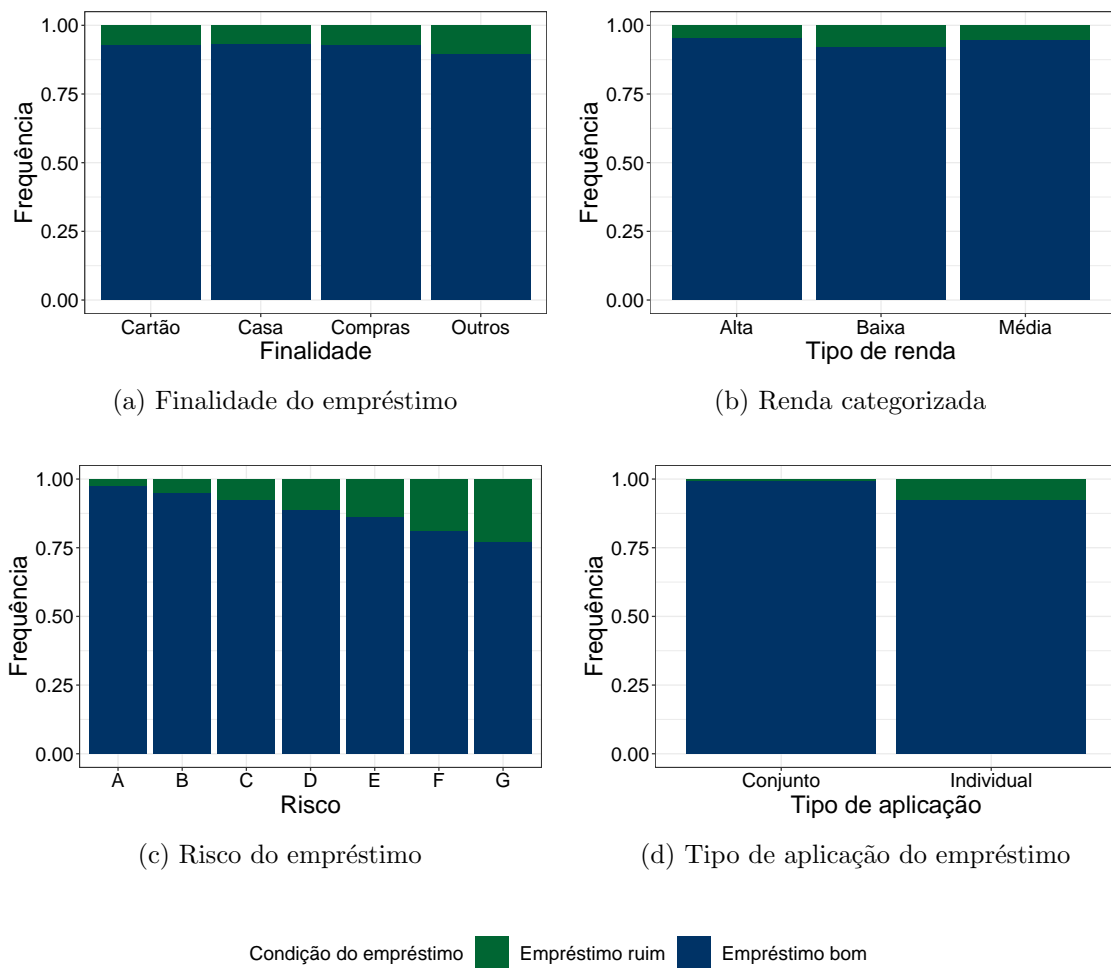 1.00
0.75
0.50
0.25
0.00
Frequência
Cartão Casa Compras Outros
Finalidade
(a) Finalidade do empréstimo
1.00
0.75
0.50
0.25
0.00
Frequência
Alta Baixa Média
Tipo de renda
(b) Renda categorizada
1.00
0.75
0.50
0.25
0.00
Frequência
A B C D E F G
Risco
(c) Risco do empréstimo
1.00
0.75
0.50
0.25
0.00
Frequência
Conjunto Individual
Tipo de aplicação
(d) Tipo de aplicação do empréstimo
Condição do empréstimo Empréstimo ruim Empréstimo bom